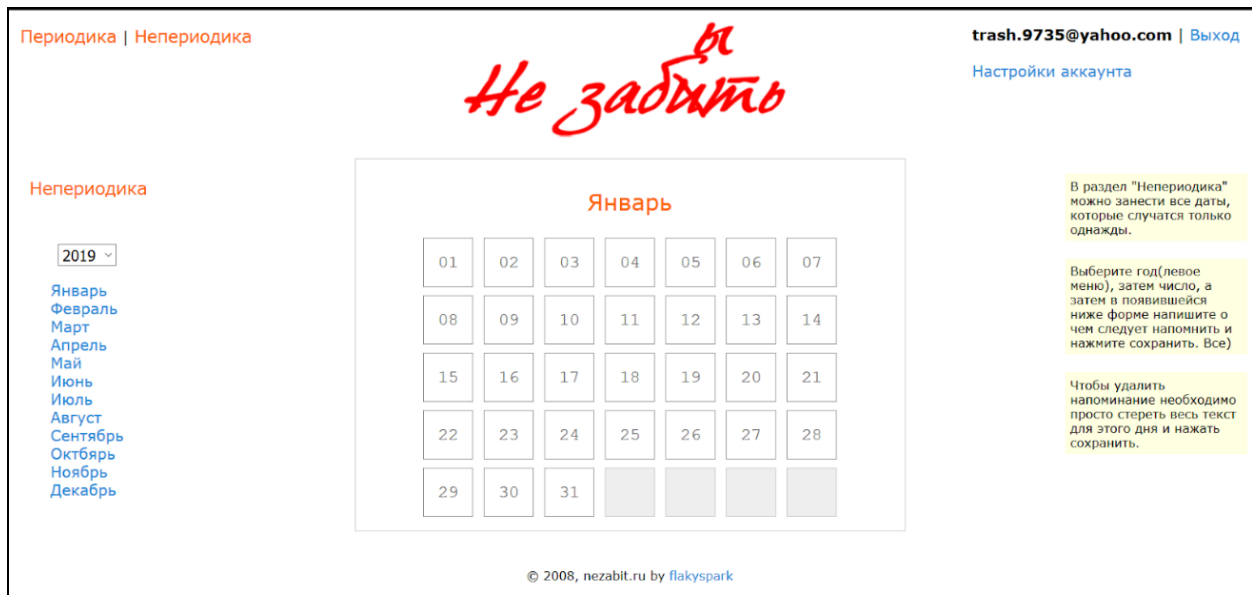 Периодика | Непериодика
ы
Не забить
trash.9735@yahoo.com | Выход
Настройки аккаунта
Непериодика
2019
Январь
Февраль
Март
Апрель
Май
Июнь
Июль
Август
Сентябрь
Октбярь
Ноябрь
Декабрь
Январь
01 02 03 04 05 06 07
08 09 10 11 12 13 14
15 16 17 18 19 20 21
22 23 24 25 26 27 28
29 30 31
В раздел "Непериодика"
можно занести все даты,
которые случатся только
однажды.
Выберите год(левое
меню), затем число, а
затем в появившейся
ниже форме напишите о
чем следует напомнить и
нажмите сохранить. Все)
Чтобы удалить
напоминание необходимо
просто стереть весь текст
для этого дня и нажать
сохранить.
© 2008, nezabit.ru by flakyspark